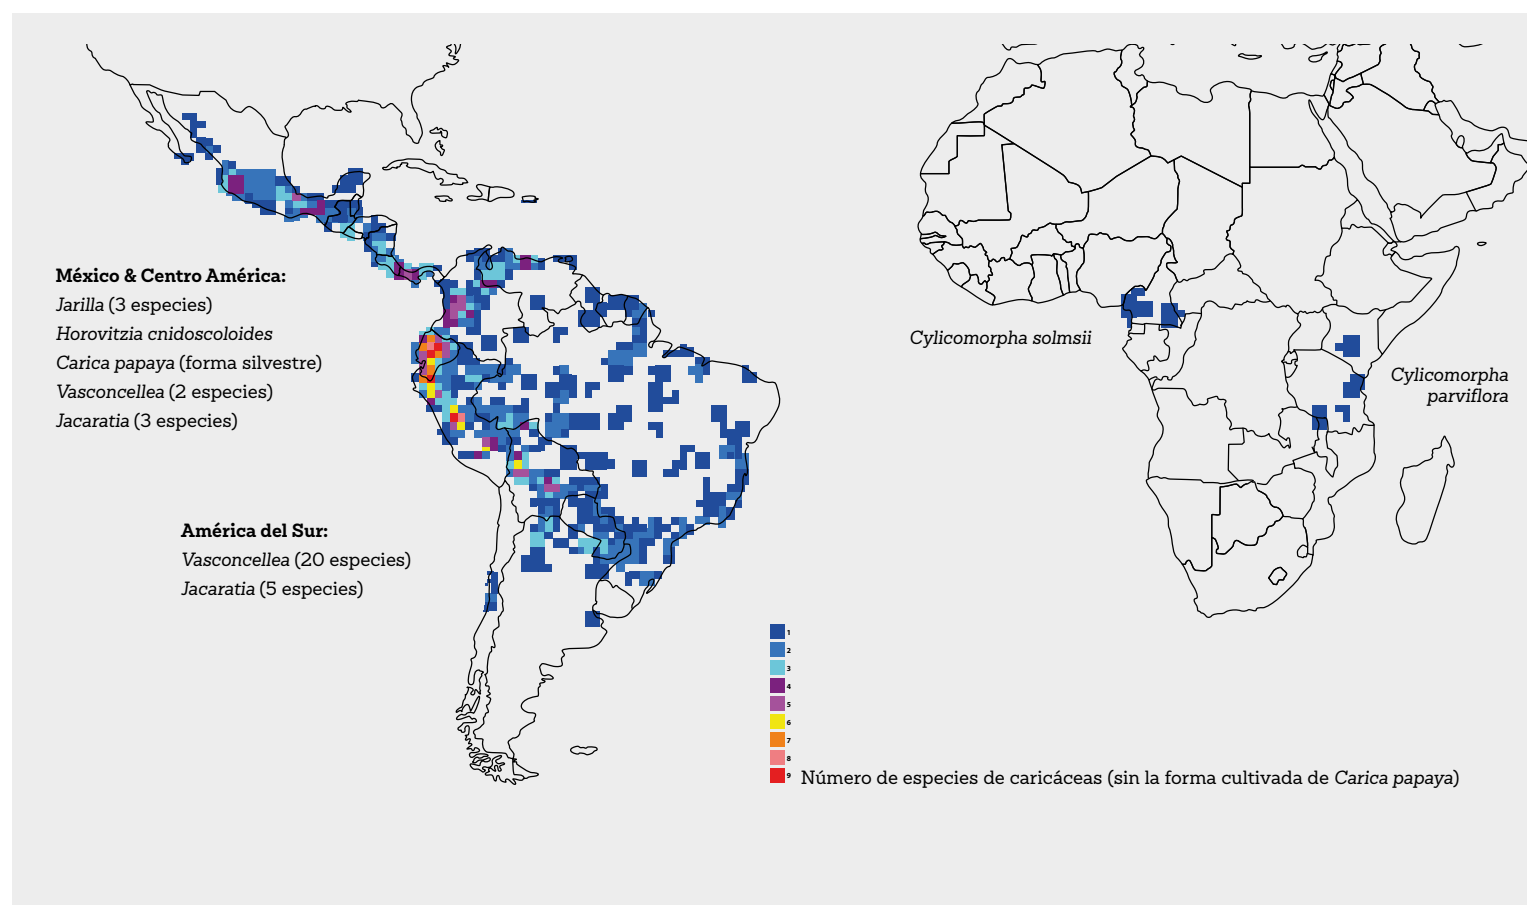 México & Centro América:
Jarilla (3 especies)
Horovitzia cnidoscoloides
Carica papaya (forma silvestre)
Vasconcellea (2 especies)
Jacaratia (3 especies)
América del Sur:
Vasconcellea (20 especies)
Jacaratia (5 especies)
Cylicomorpha solmsii
Cylicomorpha
parviflora
1
2
3
4
5
6
7
8
9
Número de especies de caricáceas (sin la forma cultivada de Carica papaya)